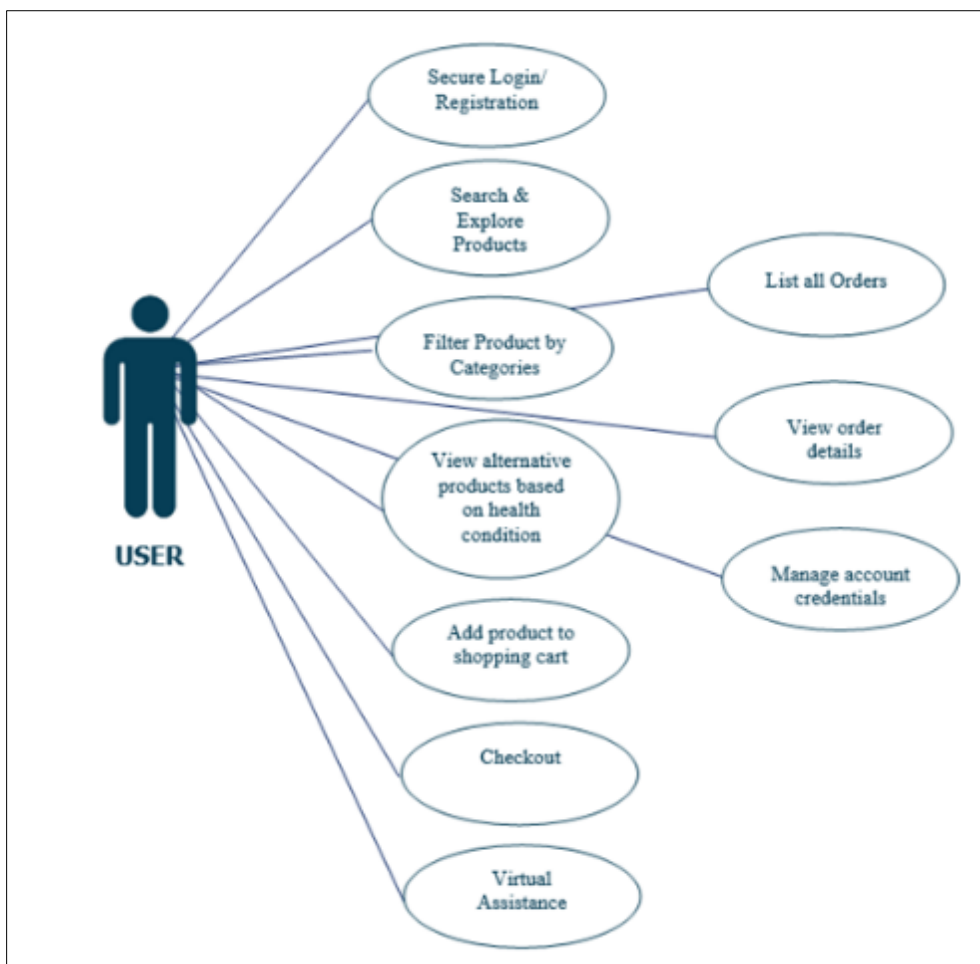 Secure Login/
Registration
Search &
Explore
Products
List all Orders
Filter Product by
Categories
View order
details
View alternative
products based
on health
condition
USER
Manage account
credentials
Add product to
shopping cart
Checkout
Virtual
Assistance